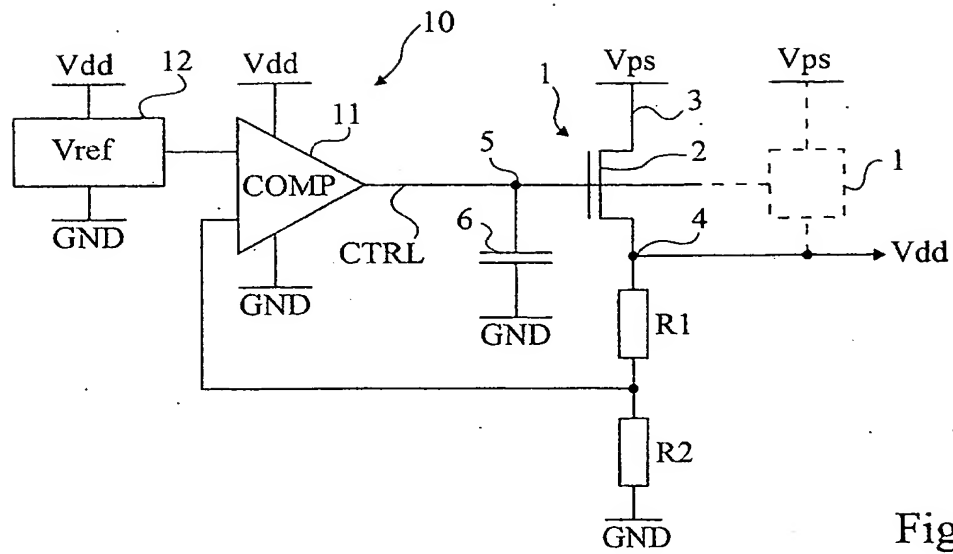 10
Vdd
12
Vdd
Vps
Vps
1
11
3
Vref
5
2
1
COMP
6
4
GND
CTRL
Vdd
GND
GND
R1
R2
GND
Fig